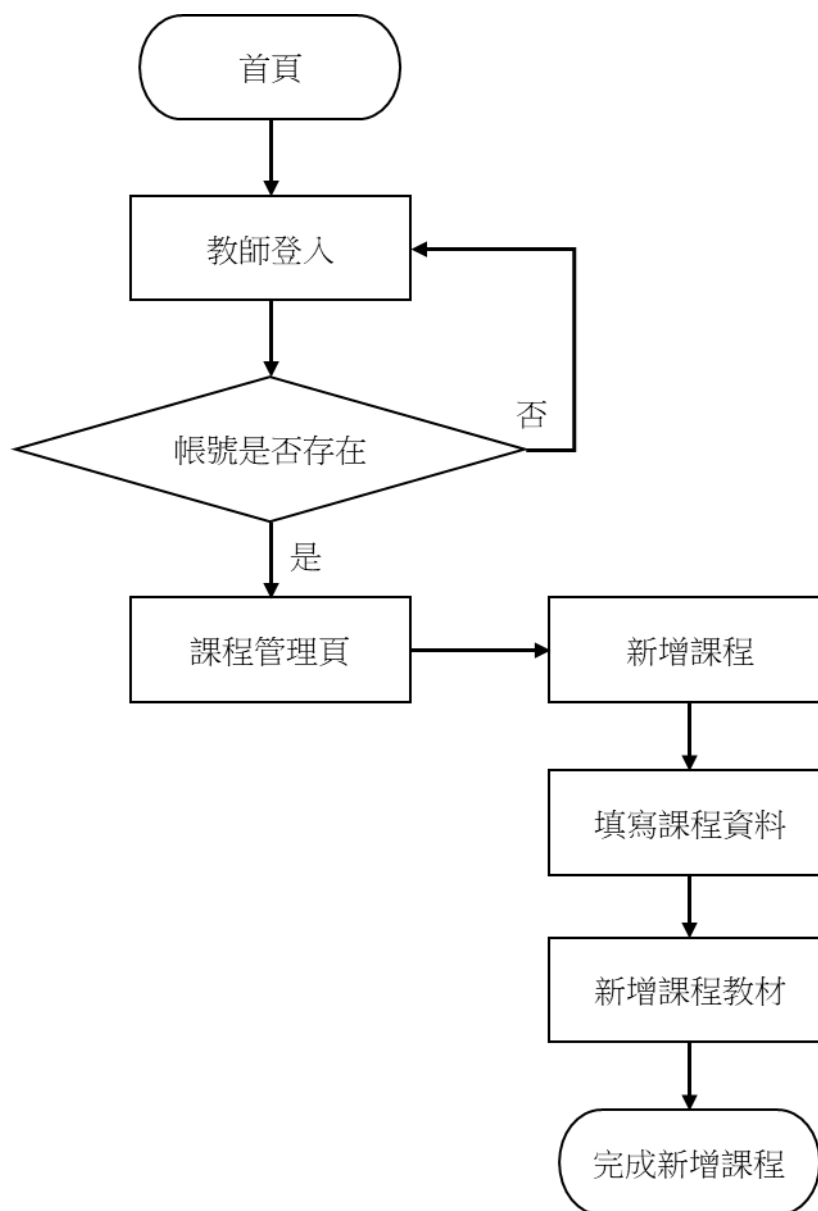 首頁
教師登入
帳號是否存在
否
是
課程管理頁
新增課程
填寫課程資料
新增課程教材
完成新增課程